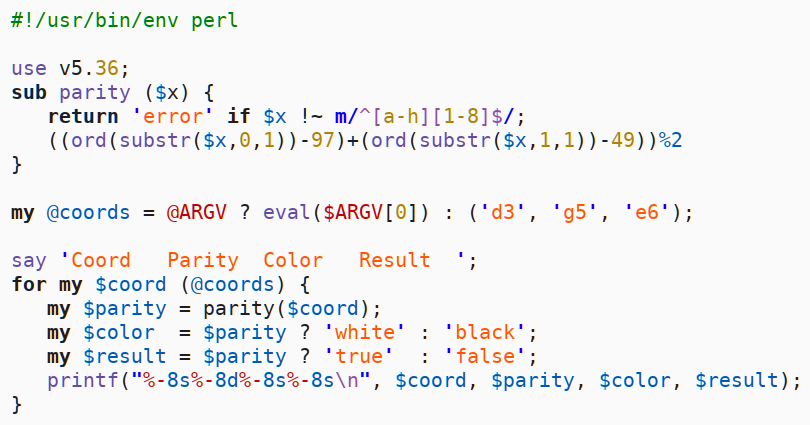 #!/usr/bin/env perl

use v5.36;
sub parity ($x) {
   return 'error' if $x !~ m/^[a-h][1-8]$/;
   ((ord(substr($x,0,1))-97)+(ord(substr($x,1,1))-49))%2
}

my @coords = @ARGV ? eval($ARGV[0]) : ('d3', 'g5', 'e6');

say 'Coord   Parity  Color   Result  ';
for my $coord (@coords) {
   my $parity = parity($coord);
   my $color  = $parity ? 'white' : 'black';
   my $result = $parity ? 'true'  : 'false';
   printf("%-8s%-8d%-8s%-8s\n", $coord, $parity, $color, $result);
}